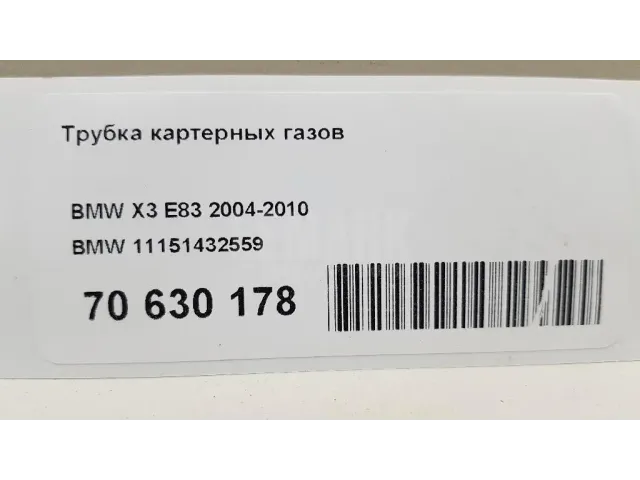 Трубка картерных газов
BMW X3 E83 2004-2010
BMW 11151432559
70 630 178